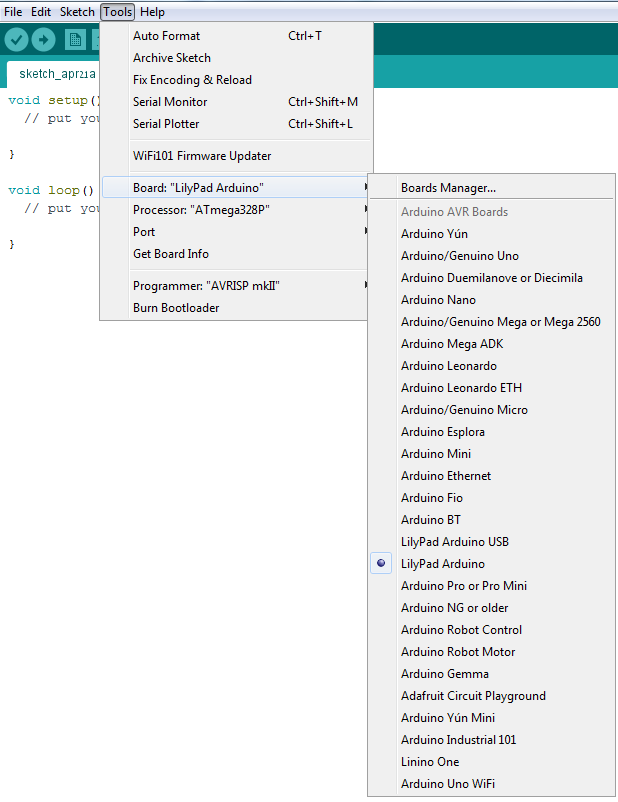 File Edit Sketch Tools Help
sketch_apr21a
void setup()
// put you
}
void loop()
// put you
}
Auto Format Ctrl+T
Archive Sketch
Fix Encoding & Reload
Serial Monitor Ctrl+Shift+M
Serial Plotter Ctrl+Shift+L
WiFi101 Firmware Updater
Board: "LilyPad Arduino"
Processor: "ATmega328P"
Port
Get Board Info
Programmer: "AVRISP mkII"
Burn Bootloader
Boards Manager...
Arduino AVR Boards
Arduino Yún
Arduino/Genuino Uno
Arduino Duemilanove or Diecimila
Arduino Nano
Arduino/Genuino Mega or Mega 2560
Arduino Mega ADK
Arduino Leonardo
Arduino Leonardo ETH
Arduino/Genuino Micro
Arduino Esplora
Arduino Mini
Arduino Ethernet
Arduino Fio
Arduino BT
LilyPad Arduino USB
LilyPad Arduino
Arduino Pro or Pro Mini
Arduino NG or older
Arduino Robot Control
Arduino Robot Motor
Arduino Gemma
Adafruit Circuit Playground
Arduino Yún Mini
Arduino Industrial 101
Linino One
Arduino Uno WiFi